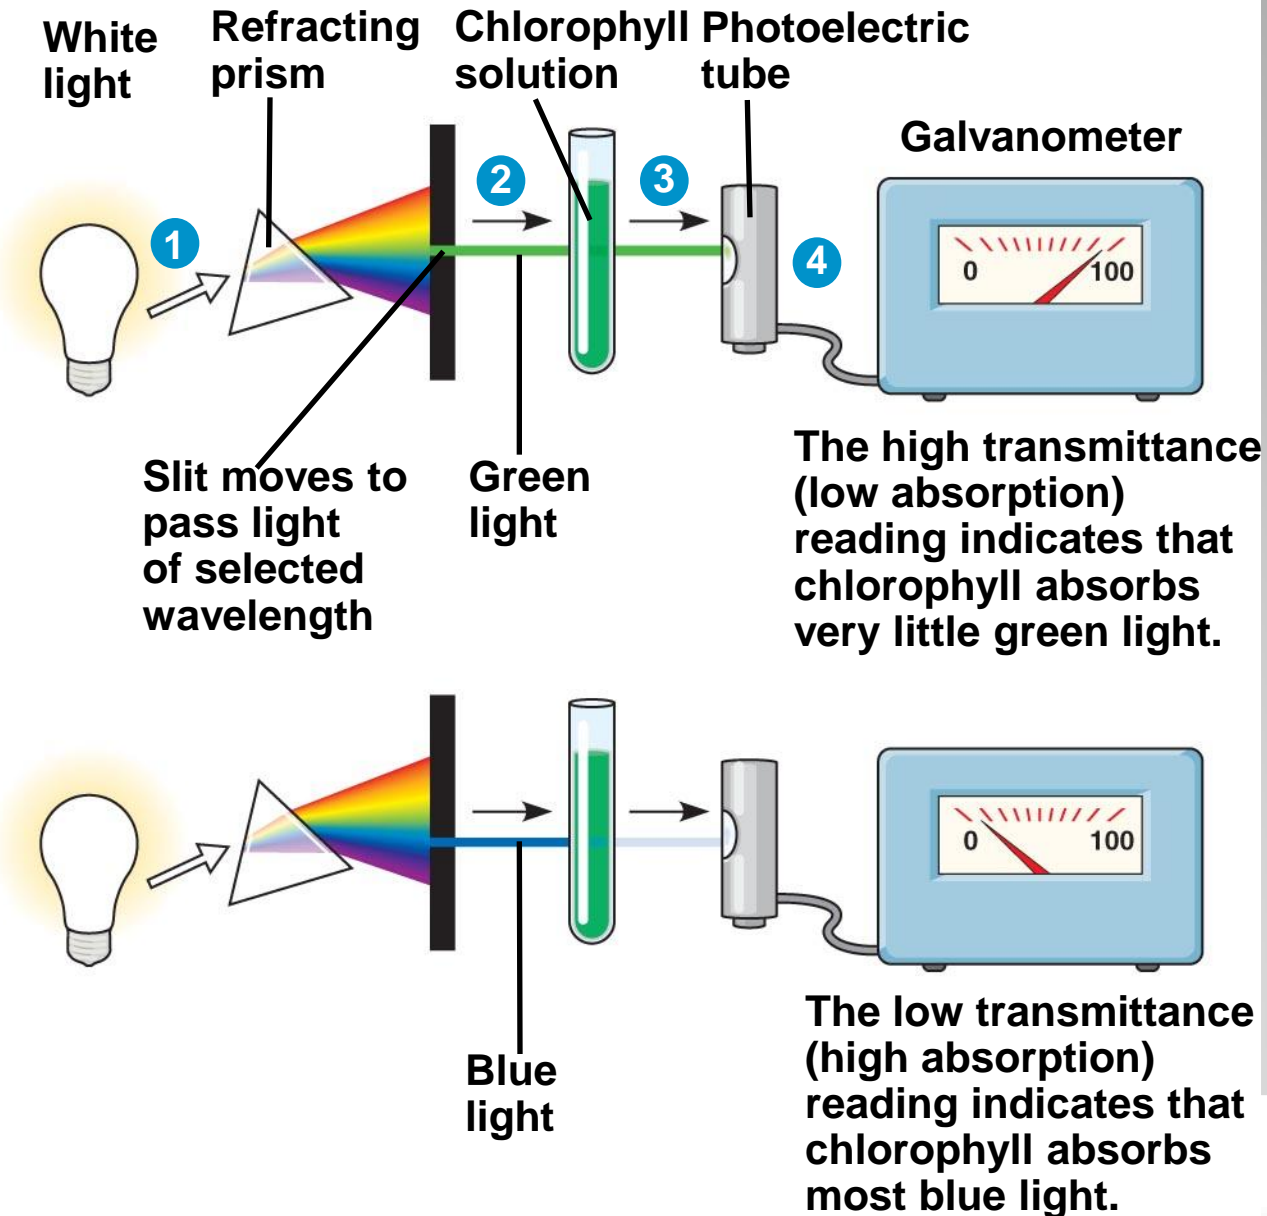 White
light
Refracting
prism
Chlorophyll
solution
Photoelectric
tube
Galvanometer
1
2
3
4
0
100
Slit moves to
pass light
of selected
wavelength
Green
light
The high transmittance
(low absorption)
reading indicates that
chlorophyll absorbs
very little green light.
0
100
Blue
light
The low transmittance
(high absorption)
reading indicates that
chlorophyll absorbs
most blue light.